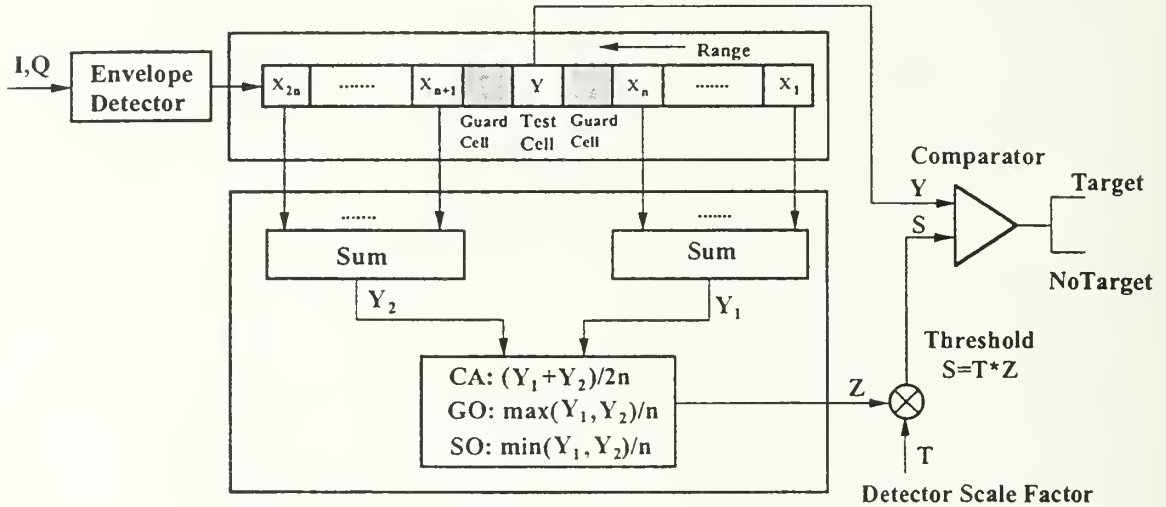 I,Q
Envelope
Detector
Range
X2n ....... Xn+1 Y Xn ....... X1
Guard Cell Test Cell Guard Cell
Comparator
Y
Target
S
NoTarget
.......
.......
Sum
Sum
Y2
Y1
CA: (Y1+Y2)/2n
GO: max(Y1,Y2)/n
SO: min(Y1,Y2)/n
Threshold
S=T*Z
Z
T
Detector Scale Factor